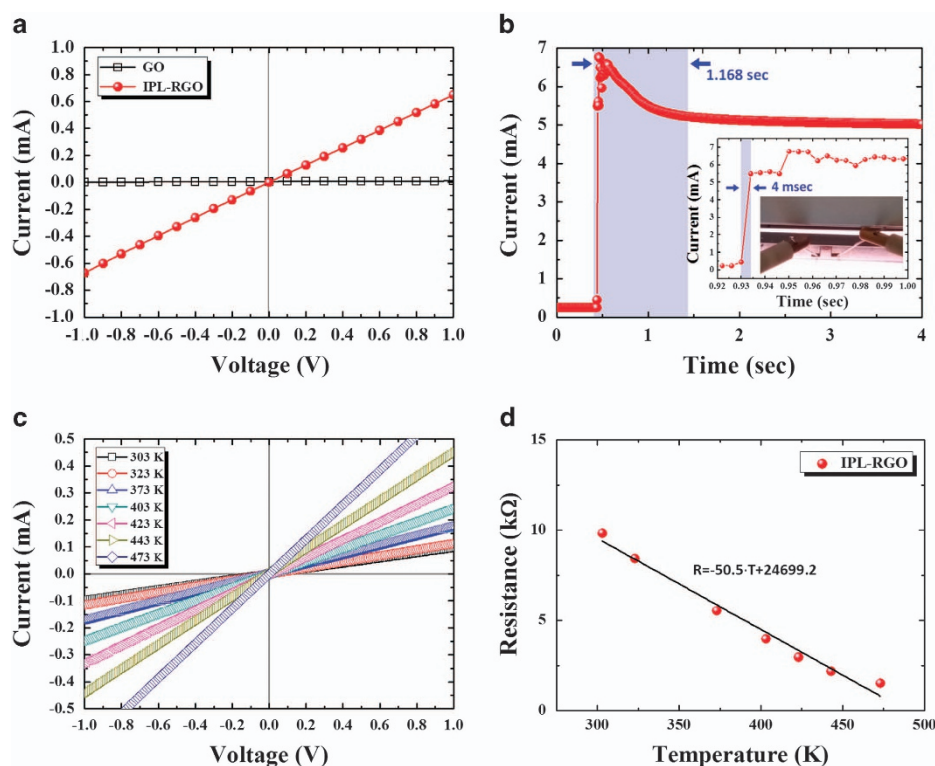 a
1.0
0.8
0.6
0.4
0.2
0.0
-0.2
-0.4
-0.6
-0.8
-1.0
Current (mA)
GO
IPL-RGO
-1.0 -0.8 -0.6 -0.4 -0.2 0.0 0.2 0.4 0.6 0.8 1.0
Voltage (V)
b
7
6
5
4
3
2
1
0
Current (mA)
1.168 sec
7
6
5
4
3
2
1
0
Current (mA)
4 msec
0.92 0.93 0.94 0.95 0.96 0.97 0.98 0.99 1.00
Time (sec)
0 1 2 3 4
Time (sec)
c
0.5
0.4
0.3
0.2
0.1
0.0
-0.1
-0.2
-0.3
-0.4
-0.5
Current (mA)
303 K
323 K
373 K
403 K
423 K
443 K
473 K
-1.0 -0.8 -0.6 -0.4 -0.2 0.0 0.2 0.4 0.6 0.8 1.0
Voltage (V)
d
15
10
5
0
Resistance (kΩ)
IPL-RGO
R=-50.5·T+24699.2
300 350 400 450 500
Temperature (K)